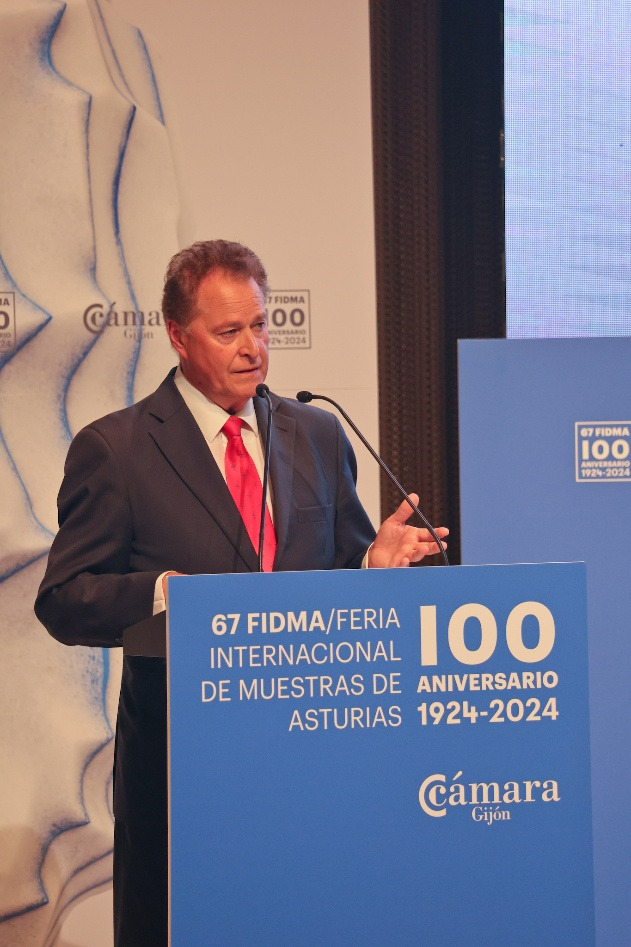 Cámara
Gijón
67 FIDMA
100
ANIVERSARIO
1924-2024
67 FIDMA
100
ANIVERSARIO
1924-2024
67 FIDMA/FERIA
INTERNACIONAL
DE MUESTRAS DE
ASTURIAS
100
ANIVERSARIO
1924-2024
Cámara
Gijón